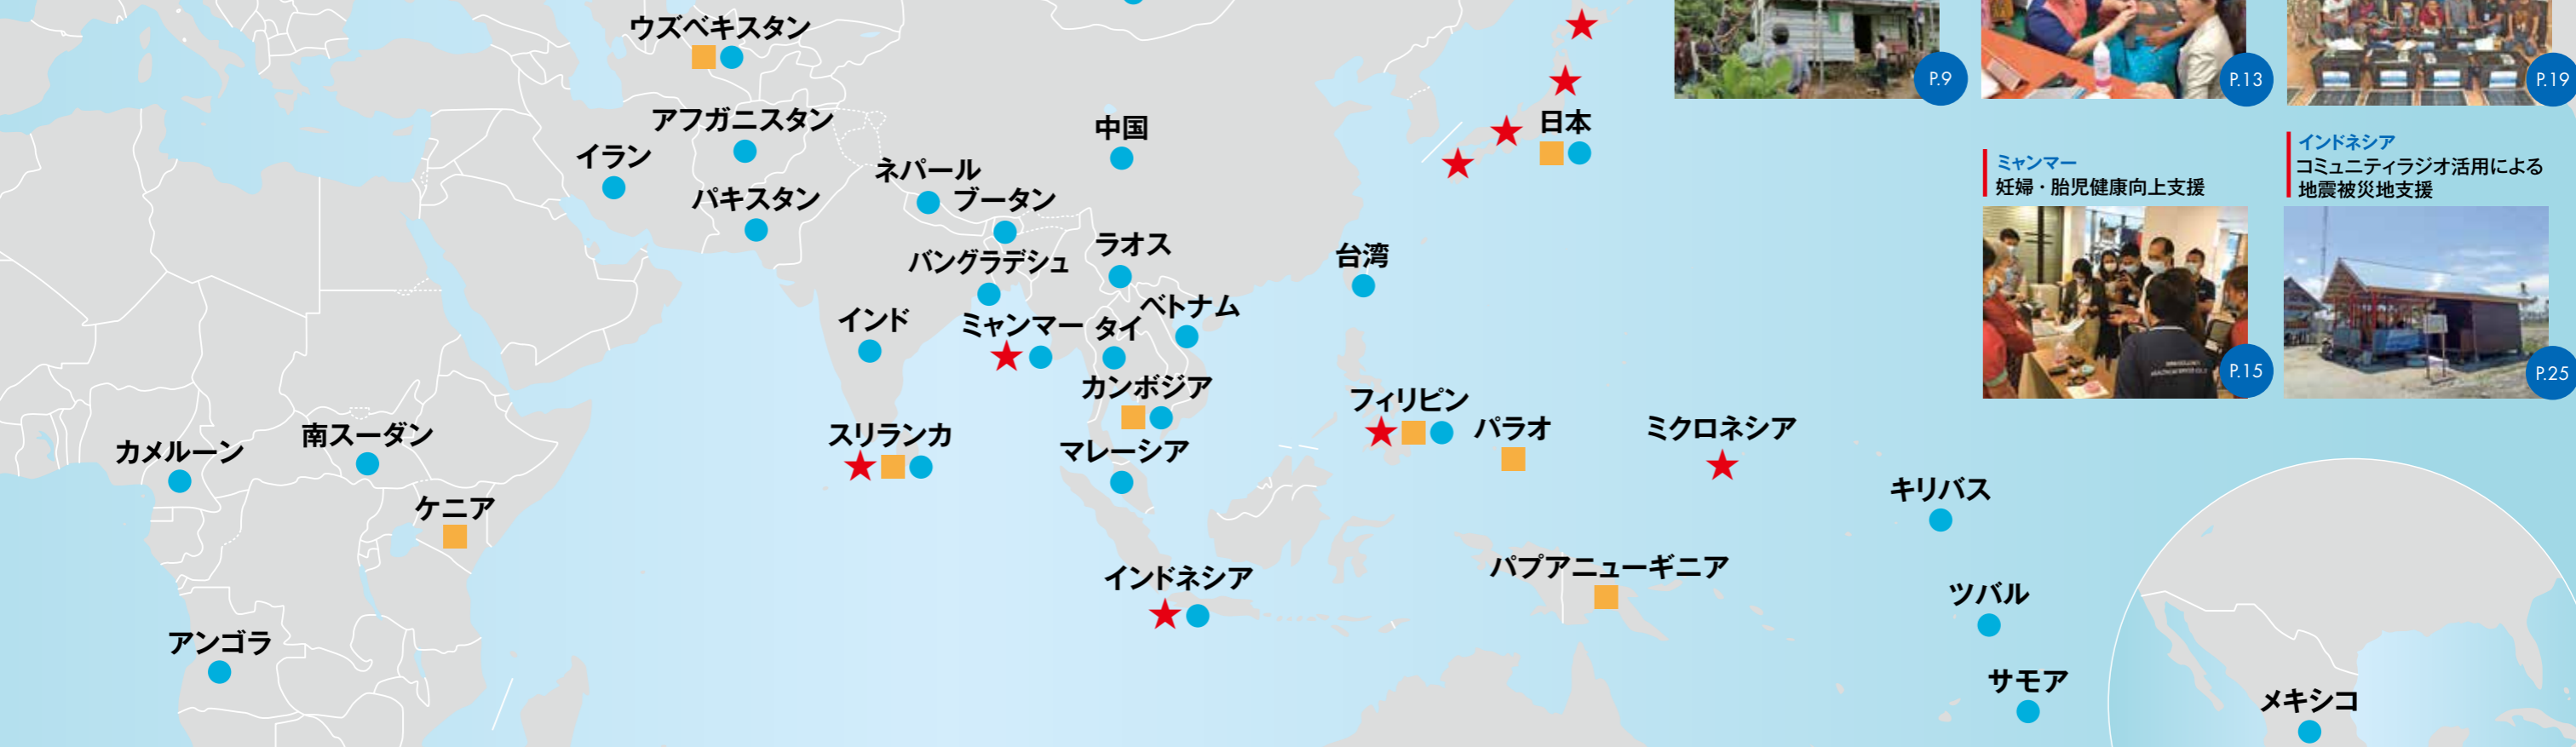 ウズベキスタン
アフガニスタン
イラン
パキスタン
ネパール
ブータン
中国
日本
バングラデシュ
ラオス
台湾
インド
ミャンマー
タイ
ベトナム
カンボジア
スリランカ
マレーシア
フィリピン
パラオ
ミクロネシア
カメルーン
南スーダン
ケニア
キリバス
インドネシア
パプアニューギニア
ツバル
アンゴラ
サモア
メキシコ
P.9
P.13
P.19
ミャンマー
妊婦・胎児健康向上支援
P.15
インドネシア
コミュニティラジオ活用による
地震被災地支援
P.25